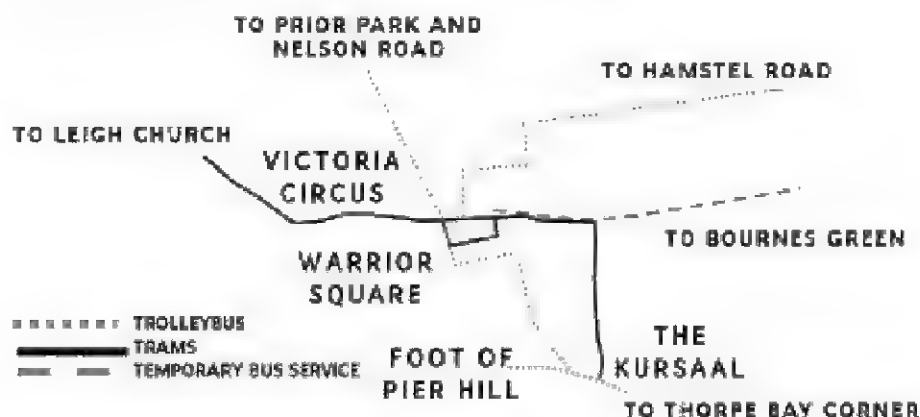 TO PRIOR PARK AND
NELSON ROAD
TO HAMSTEL ROAD
TO LEIGH CHURCH
VICTORIA
CIRCUS
TO BOURNES GREEN
WARRIOR
SQUARE
TROLLEYBUS
TRAMS
TEMPORARY BUS SERVICE
FOOT OF
PIER HILL
THE
KURSAAL
TO THORPE BAY CORNER